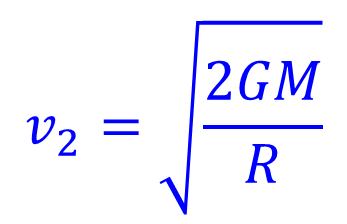 v₂ = √(2GM/R)